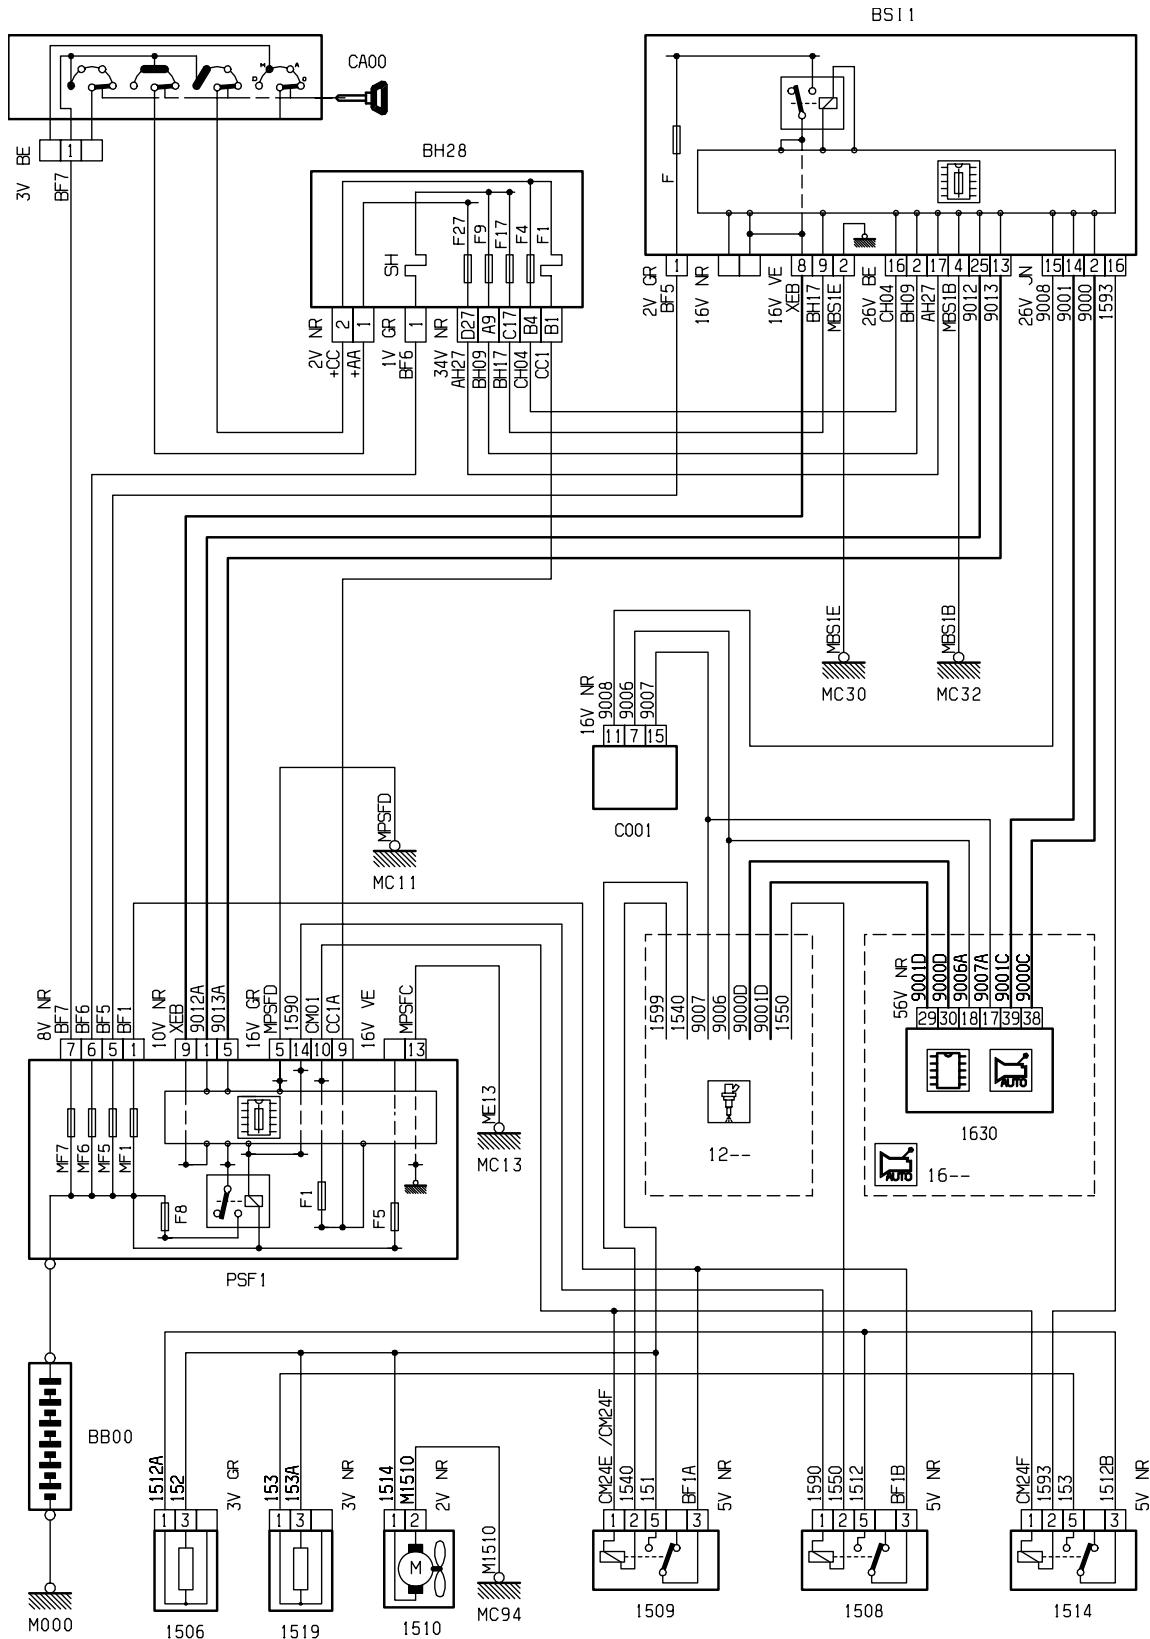 BSI1
CA00
M A
D D
1
3V BE
BF7
BH28
SH
F27
F9
F17
F4
F1
2
1
1
D27
A9
C17
B4
B1
2V NR
+CC
+AA
1V GR
BF6
34V NR
AH27
BH09
BH17
CH04
CC1
F
1
8
9
2
16
2
17
4
25
13
15
14
2
16
2V GR
BF5
16V NR
16V VE
XEB
BH17
MBS1E
26V BE
CH04
BH09
AH27
MBS1B
9012
9013
26V JN
9008
9001
9000
1593
MBS1E
MC30
MBS1B
MC32
16V NR
9008
9006
9007
11
7
15
C001
MPSFD
MC11
8V NR
BF7
BF6
BF5
BF1
10V NR
XEB
9012A
9013A
16V GR
MPSFD
1590
CM01
CC1A
16V VE
MPSFC
7
6
5
1
9
1
5
5
14
10
9
13
MF7
MF6
MF5
MF1
F8
F1
F5
PSF1
ME13
MC13
1599
1540
9007
9006
9000D
9001D
1550
12--
56V NR
9001D
9000D
9006A
9007A
9001C
9000C
29
30
18
17
39
38
AUTO
1630
AUTO
16--
BB00
M000
1512A
152
3V GR
1
3
1506
153
153A
3V NR
1
3
1519
1514
M1510
2V NR
1
2
M
1510
M1510
MC94
CM24E /CM24F
1540
151
BF1A
5V NR
1
2
5
3
1509
1590
1550
1512
BF1B
5V NR
1
2
5
3
1508
CM24F
1593
153
1512B
5V NR
1
2
5
3
1514